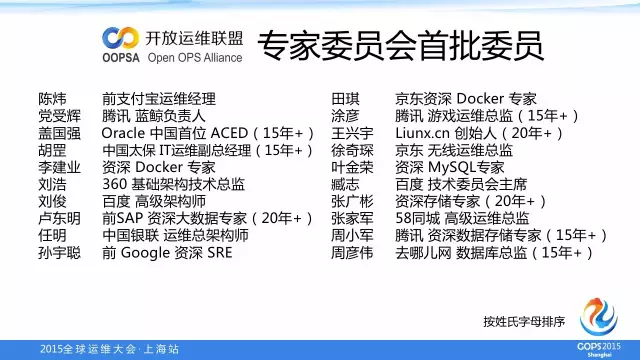 开放运维联盟
OOPSA Open OPS Alliance
专家委员会首批委员
陈炜 前支付宝运维经理
党受辉 腾讯 蓝鲸负责人
盖国强 Oracle 中国首位 ACED（15年+）
胡罡 中国太保 IT运维副总经理（15年+）
李建业 资深 Docker 专家
刘浩 360 基础架构技术总监
刘俊 百度 高级架构师
卢东明 前SAP 资深大数据专家（20年+）
任明 中国银联 运维总架构师
孙宇聪 前 Google 资深 SRE
田琪 京东资深 Docker 专家
涂彦 腾讯 游戏运维总监（15年+）
王兴宇 Liunx.cn 创始人（20年+）
徐奇琛 京东 无线运维总监
叶金荣 资深 MySQL专家
臧志 百度 技术委员会主席
张广彬 资深存储专家（20年+）
张家军 58同城 高级运维总监
周小军 腾讯 资深数据存储专家（15年+）
周彦伟 去哪儿网 数据库总监（15年+）
按姓氏字母排序
2015全球运维大会·上海站
GOPS2015
Shanghai